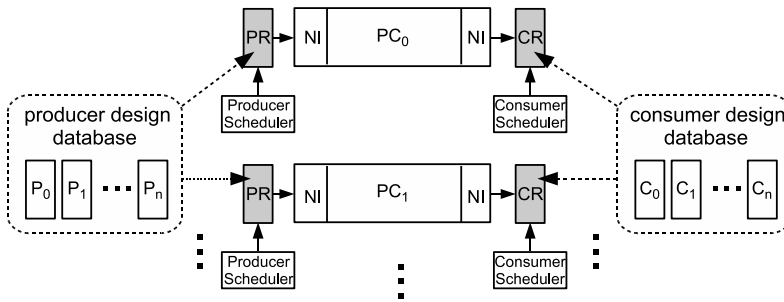 PR NI PC0 NI CR
producer design
database
P0 P1 Pn
Producer
Scheduler
Consumer
Scheduler
consumer design
database
C0 C1 Cn
PR NI PC1 NI CR
Producer
Scheduler
Consumer
Scheduler